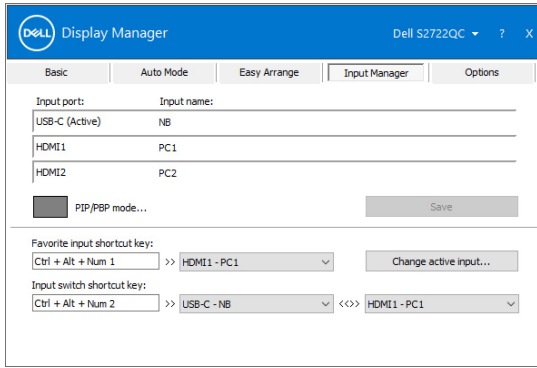 DELL Display Manager Dell S2722QC ? X
Basic Auto Mode Easy Arrange Input Manager Options
Input port: Input name:
USB-C (Active) NB
HDMI1 PC1
HDMI2 PC2
PIP/PBP mode... Save
Favorite input shortcut key:
Ctrl + Alt + Num 1 >> HDMI1 - PC1 Change active input...
Input switch shortcut key:
Ctrl + Alt + Num 2 >> USB-C - NB <<>> HDMI1 - PC1